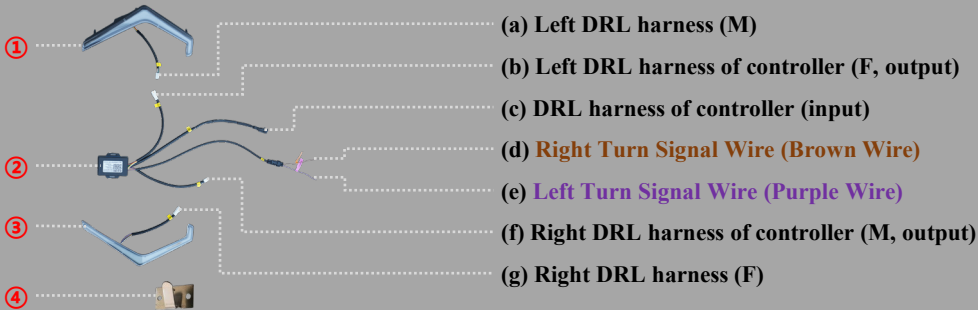 ①
(a) Left DRL harness (M)
(b) Left DRL harness of controller (F, output)
(c) DRL harness of controller (input)
(d) Right Turn Signal Wire (Brown Wire)
②
(e) Left Turn Signal Wire (Purple Wire)
③
(f) Right DRL harness of controller (M, output)
(g) Right DRL harness (F)
④